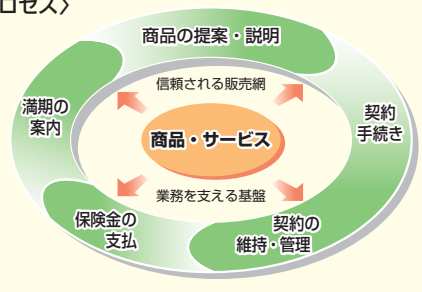 ロセス〉
商品の提案・説明
信頼される販売網
満期の
案内
契約
手続き
商品・サービス
業務を支える基盤
保険金の
支払
契約の
維持・管理